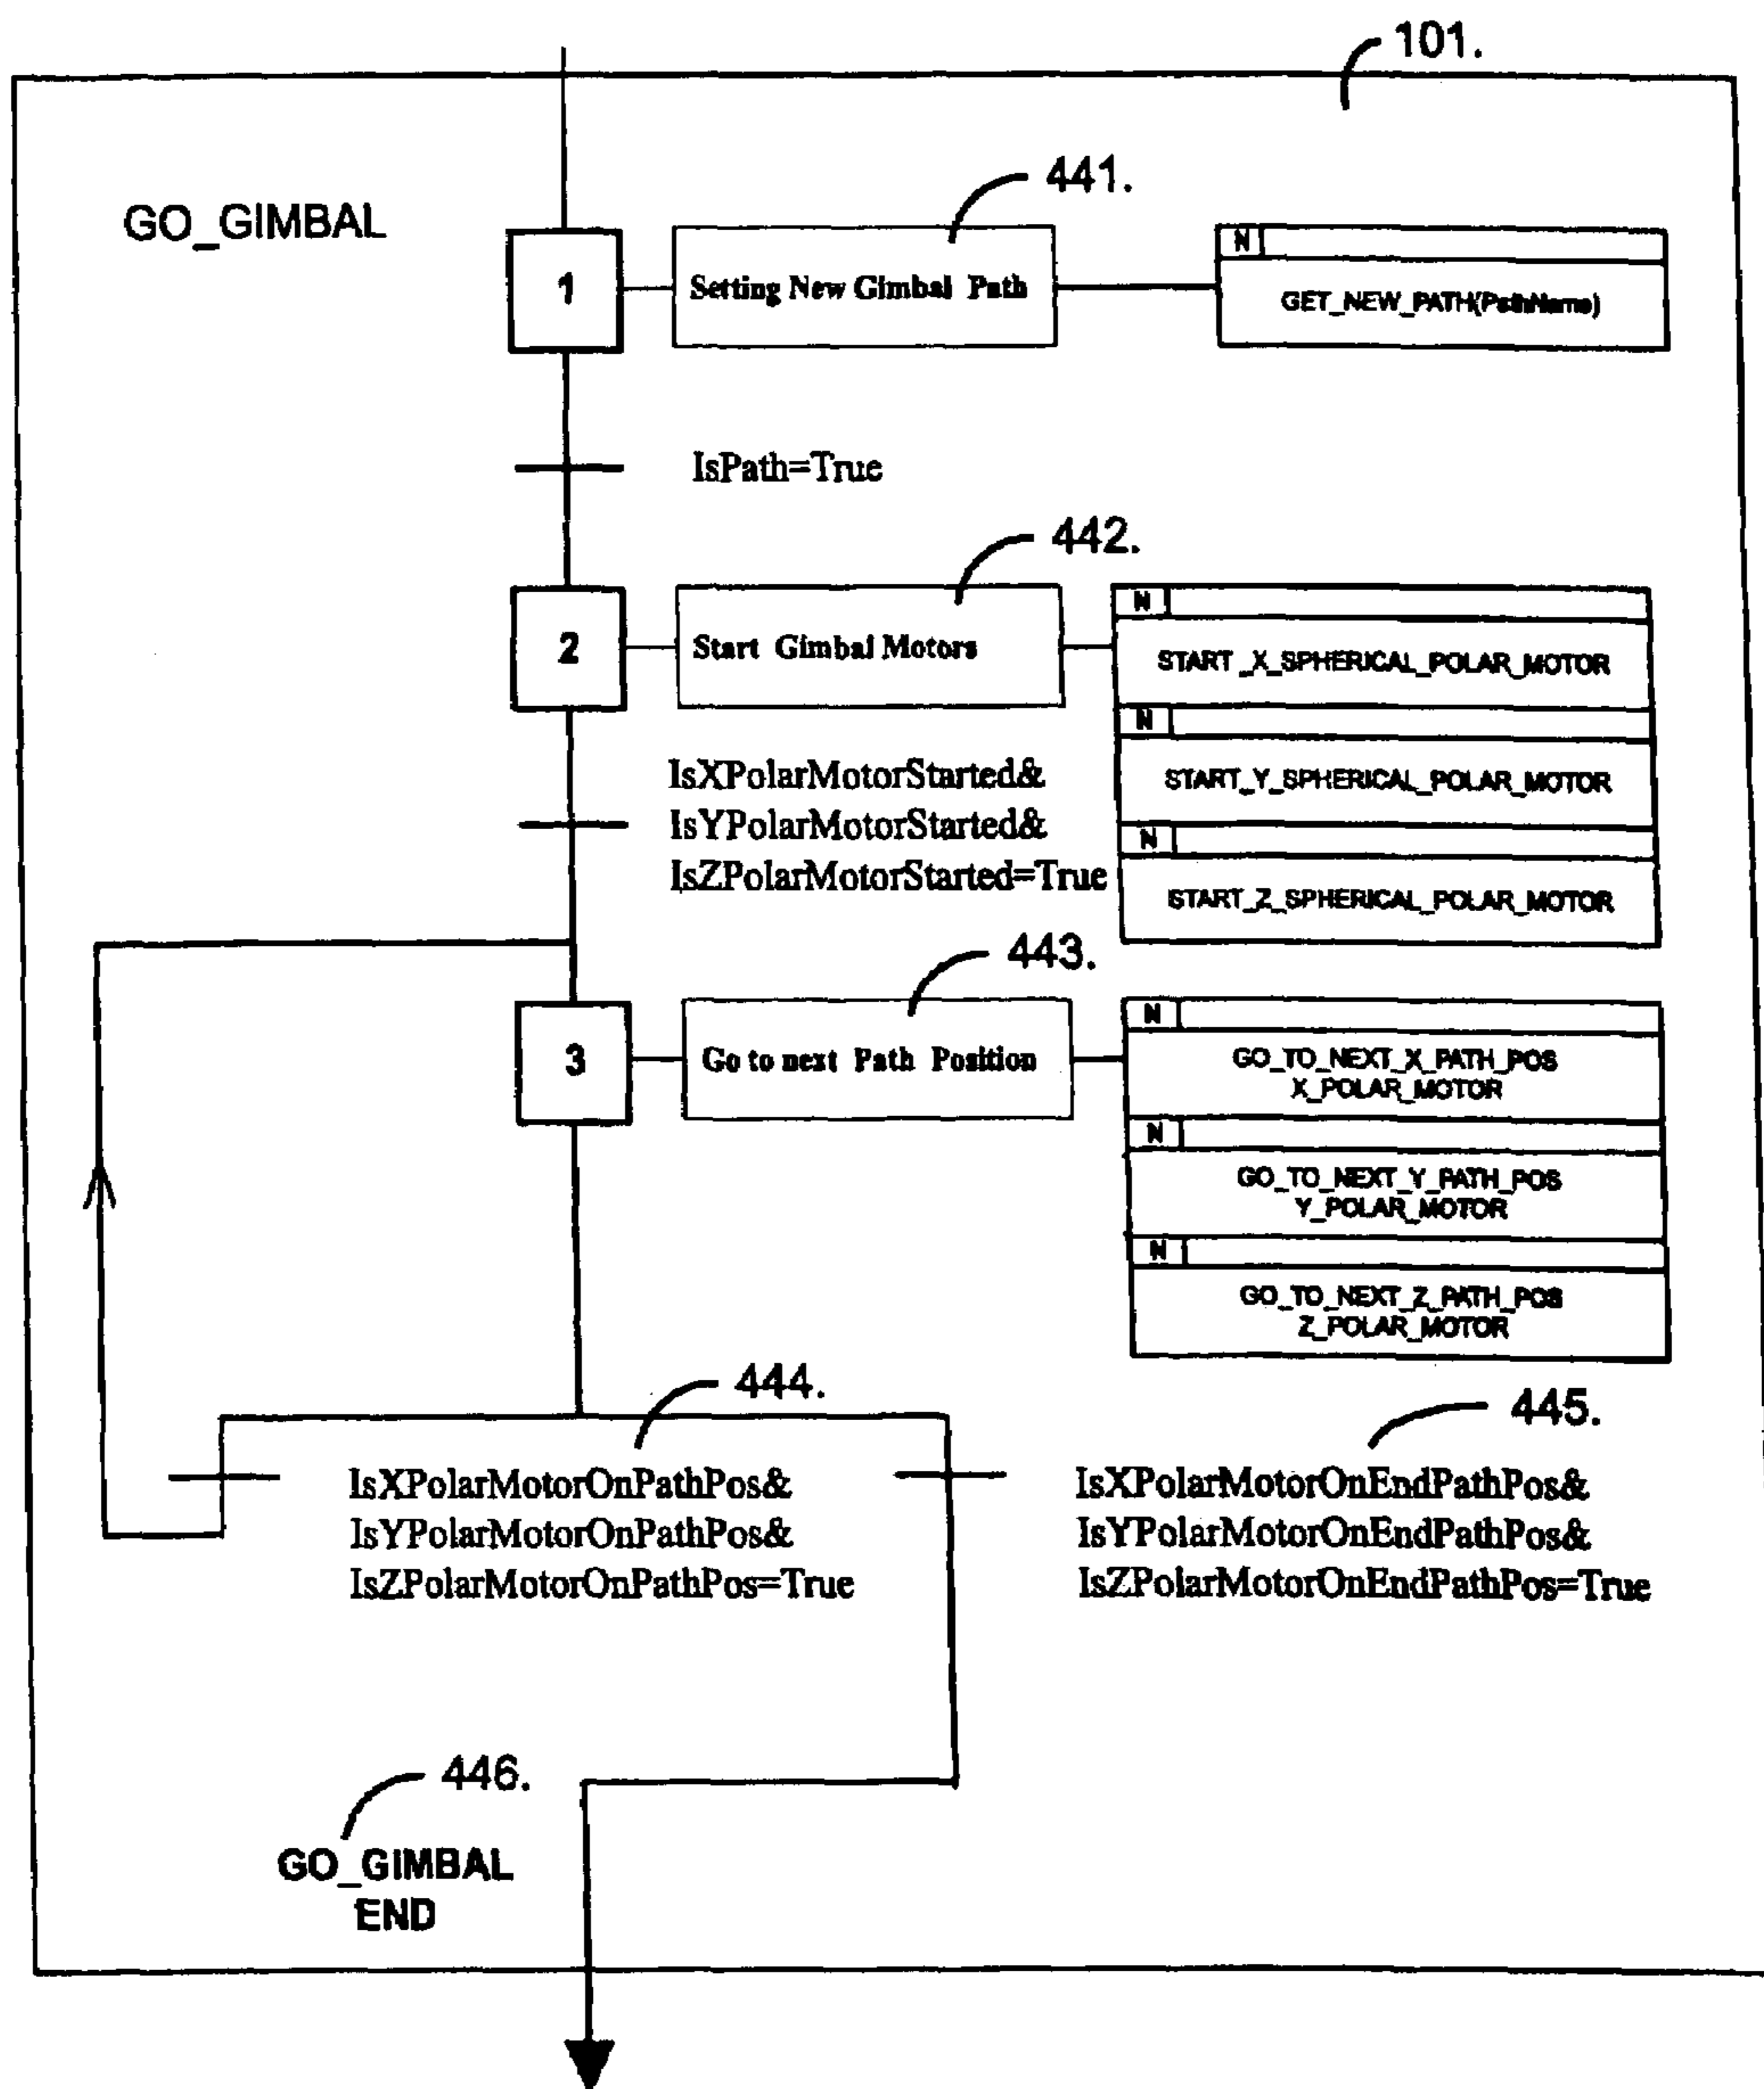 101.
GO_GIMBAL
441.
1
Setting New Gimbal Path
N
GET_NEW_PATH(PathName)
IsPath=True
442.
2
Start Gimbal Motors
N
START_X_SPHERICAL_POLAR_MOTOR
N
START_Y_SPHERICAL_POLAR_MOTOR
N
START_Z_SPHERICAL_POLAR_MOTOR
IsXPolarMotorStarted&
IsYPolarMotorStarted&
IsZPolarMotorStarted=True
443.
3
Go to next Path Position
N
GO_TO_NEXT_X_PATH_POS
X_POLAR_MOTOR
N
GO_TO_NEXT_Y_PATH_POS
Y_POLAR_MOTOR
N
GO_TO_NEXT_Z_PATH_POS
Z_POLAR_MOTOR
444.
IsXPolarMotorOnPathPos&
IsYPolarMotorOnPathPos&
IsZPolarMotorOnPathPos=True
445.
IsXPolarMotorOnEndPathPos&
IsYPolarMotorOnEndPathPos&
IsZPolarMotorOnEndPathPos=True
446.
GO_GIMBAL
END